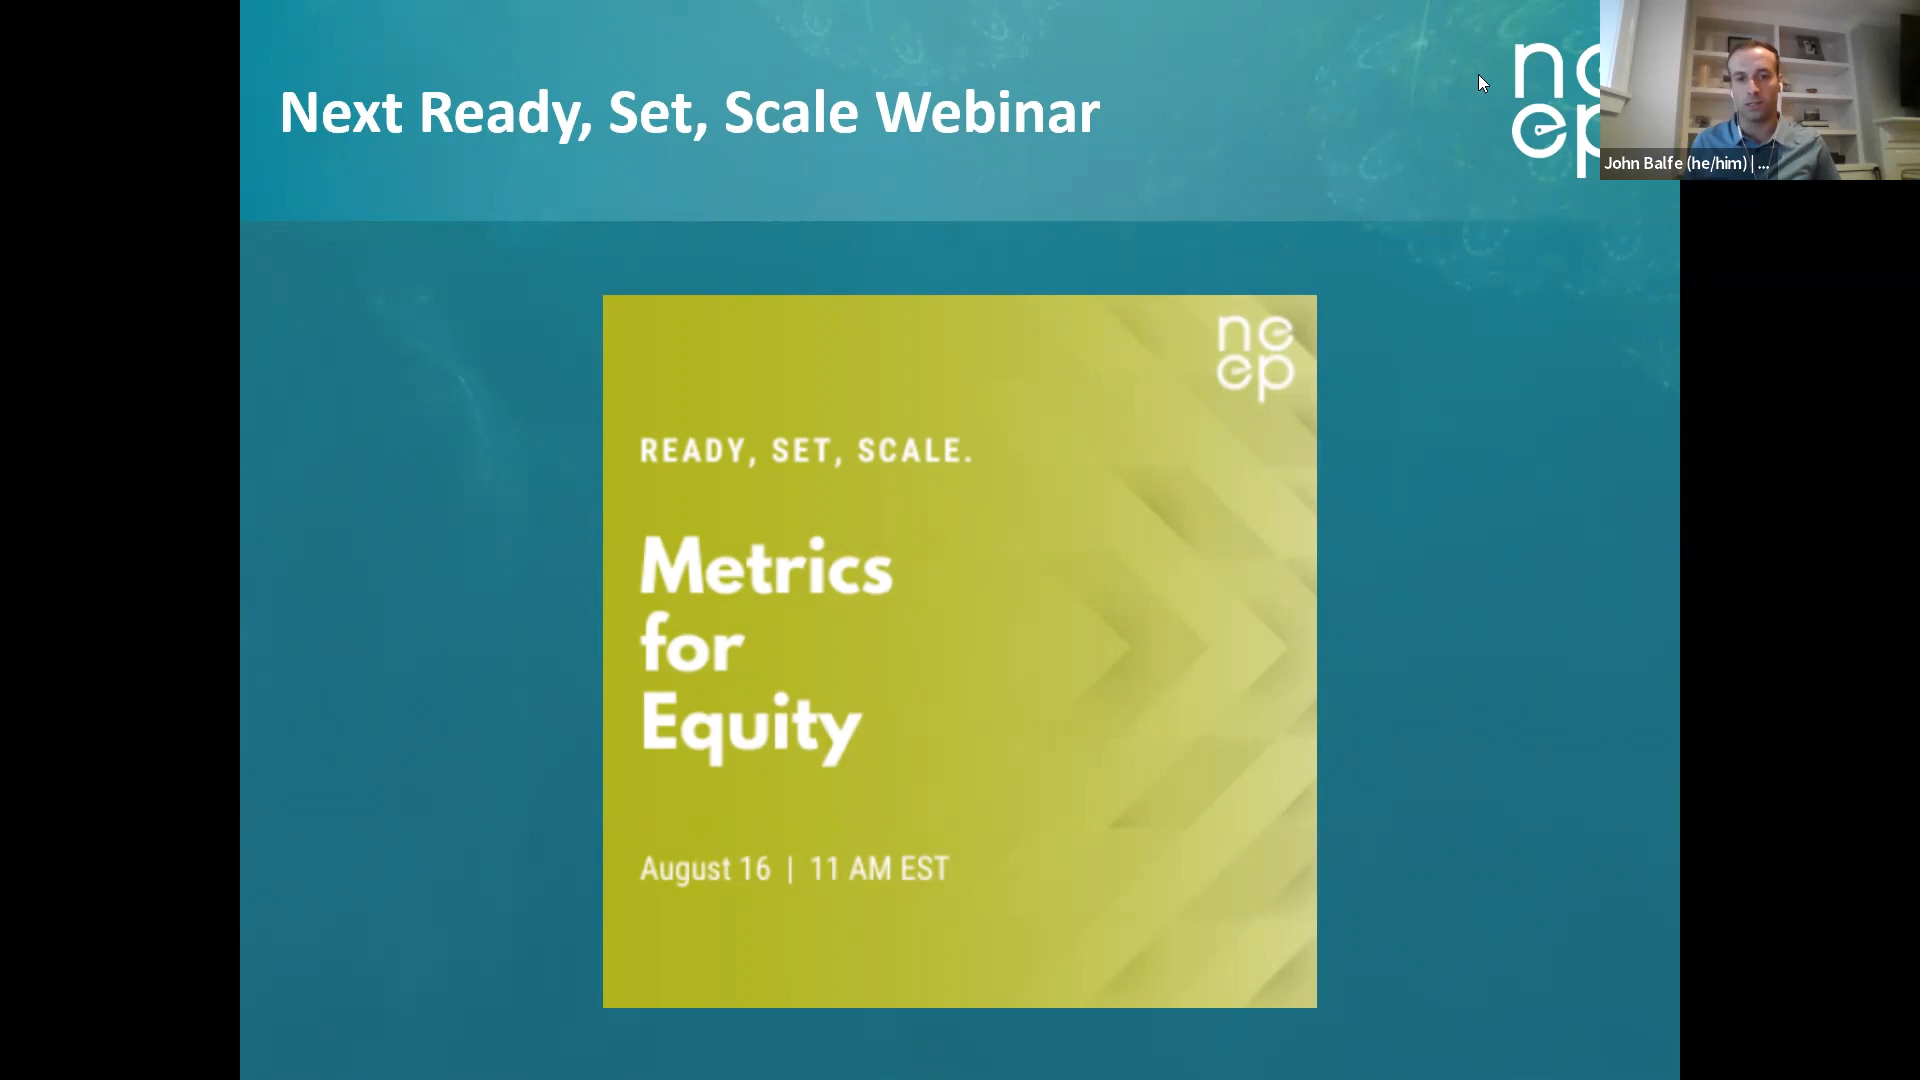 Next Ready, Set, Scale Webinar
ne
ep
John Balfe (he/him) | ...
ne
ep
READY, SET, SCALE.
Metrics
for
Equity
August 16 | 11 AM EST